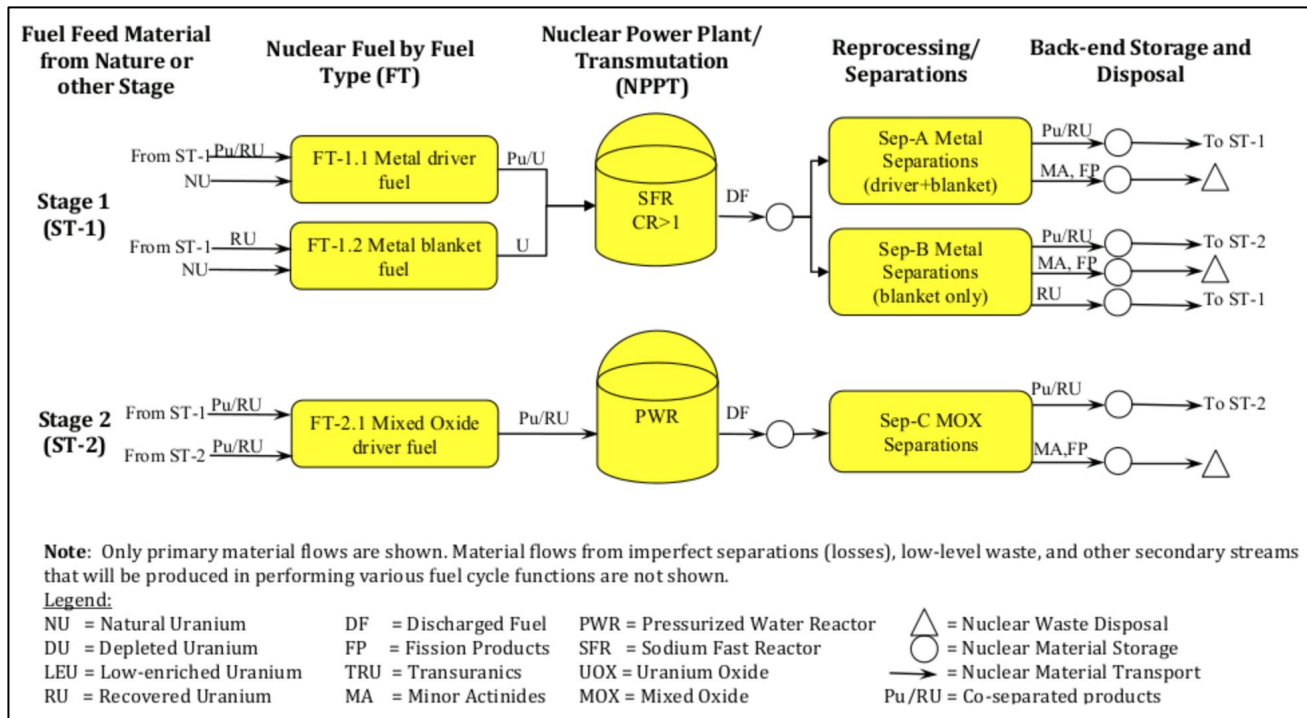 Fuel Feed Material
from Nature or
other Stage
Nuclear Fuel by Fuel
Type (FT)
Nuclear Power Plant/
Transmutation
(NPPT)
Reprocessing/
Separations
Back-end Storage and
Disposal
Stage 1
(ST-1)
From ST-1 Pu/RU
NU
FT-1.1 Metal driver
fuel
Pu/U
From ST-1 RU
NU
FT-1.2 Metal blanket
fuel
U
SFR
CR>1
DF
Sep-A Metal
Separations
(driver+blanket)
Pu/RU
To ST-1
MA, FP
Sep-B Metal
Separations
(blanket only)
Pu/RU
To ST-2
MA, FP
RU
To ST-1
Stage 2
(ST-2)
From ST-1 Pu/RU
From ST-2 Pu/RU
FT-2.1 Mixed Oxide
driver fuel
Pu/RU
PWR
DF
Sep-C MOX
Separations
Pu/RU
To ST-2
MA,FP
Note: Only primary material flows are shown. Material flows from imperfect separations (losses), low-level waste, and other secondary streams
that will be produced in performing various fuel cycle functions are not shown.
Legend:
NU = Natural Uranium DF = Discharged Fuel PWR = Pressurized Water Reactor = Nuclear Waste Disposal
DU = Depleted Uranium FP = Fission Products SFR = Sodium Fast Reactor = Nuclear Material Storage
LEU = Low-enriched Uranium TRU = Transuranics UOX = Uranium Oxide = Nuclear Material Transport
RU = Recovered Uranium MA = Minor Actinides MOX = Mixed Oxide Pu/RU = Co-separated products